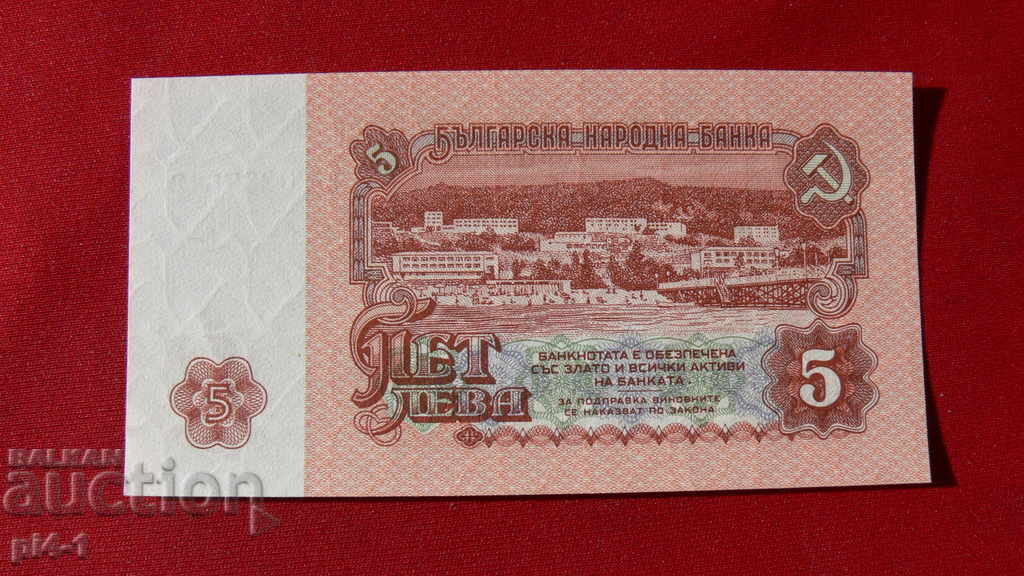 5
БЪЛГАРСКА НАРОДНА БАНКА
ПЕТ
ЛЕВА
БАНКНОТАТА Е ОБЕЗПЕЧЕНА
СЪС ЗЛАТО И ВСИЧКИ АКТИВИ
НА БАНКАТА.
ЗА ПОДПРАВКА ВИНОВНИТЕ
СЕ НАКАЗВАТ ПО ЗАКОНА
5
5
BALKAN
auction
pl4-1